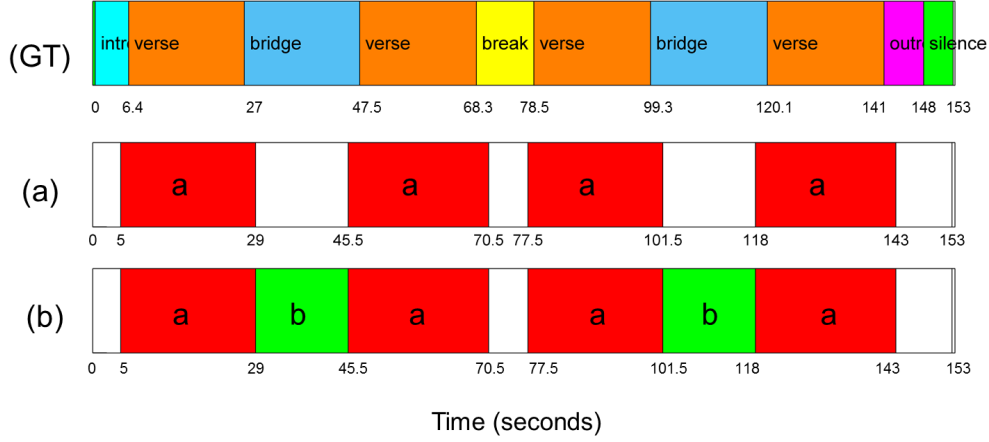 (GT) intro verse bridge verse break verse bridge verse outro silence
0 6.4 27 47.5 68.3 78.5 99.3 120.1 141 148 153
(a) a a a a
0 5 29 45.5 70.5 77.5 101.5 118 143 153
(b) a b a a b a
0 5 29 45.5 70.5 77.5 101.5 118 143 153
Time (seconds)